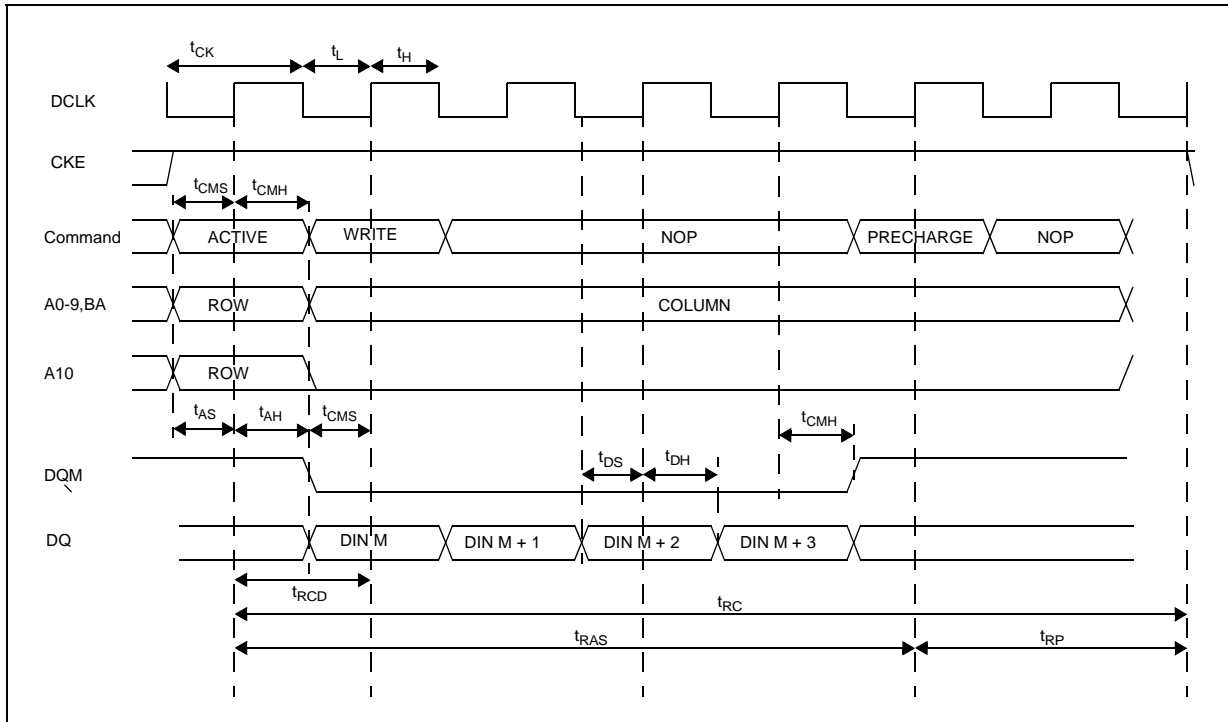 tCK tL tH
DCLK
CKE
tCMS tCMH
Command ACTIVE WRITE NOP PRECHARGE NOP
A0-9,BA ROW COLUMN
A10 ROW
tAS tAH tCMS tCMH
DQM tDS tDH
DQ DIN M DIN M + 1 DIN M + 2 DIN M + 3
tRCD tRC
tRAS tRP